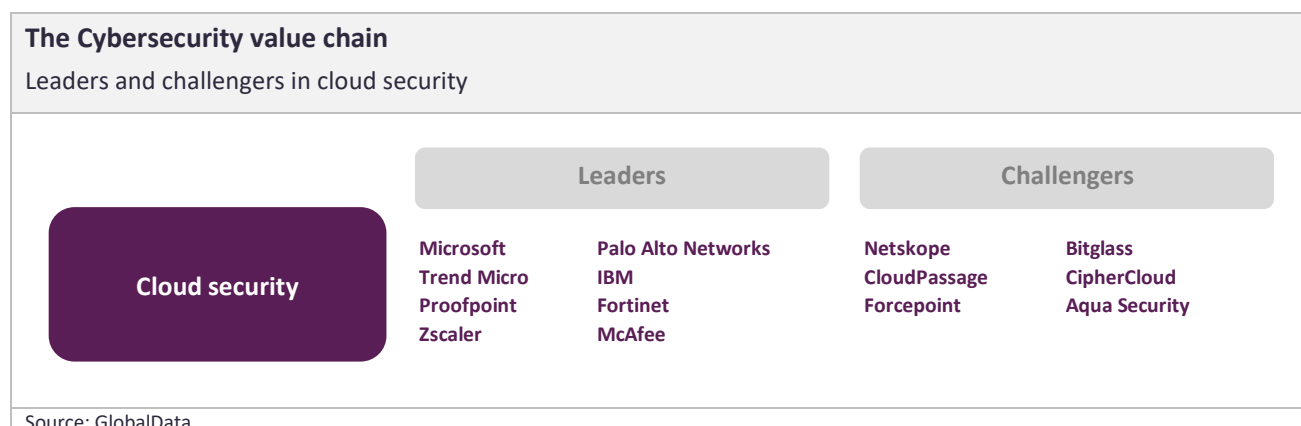 The Cybersecurity value chain
Leaders and challengers in cloud security
Leaders
Challengers
Cloud security
Microsoft
Trend Micro
Proofpoint
Zscaler
Palo Alto Networks
IBM
Fortinet
McAfee
Netskope
CloudPassage
Forcepoint
Bitglass
CipherCloud
Aqua Security
Source: GlobalData